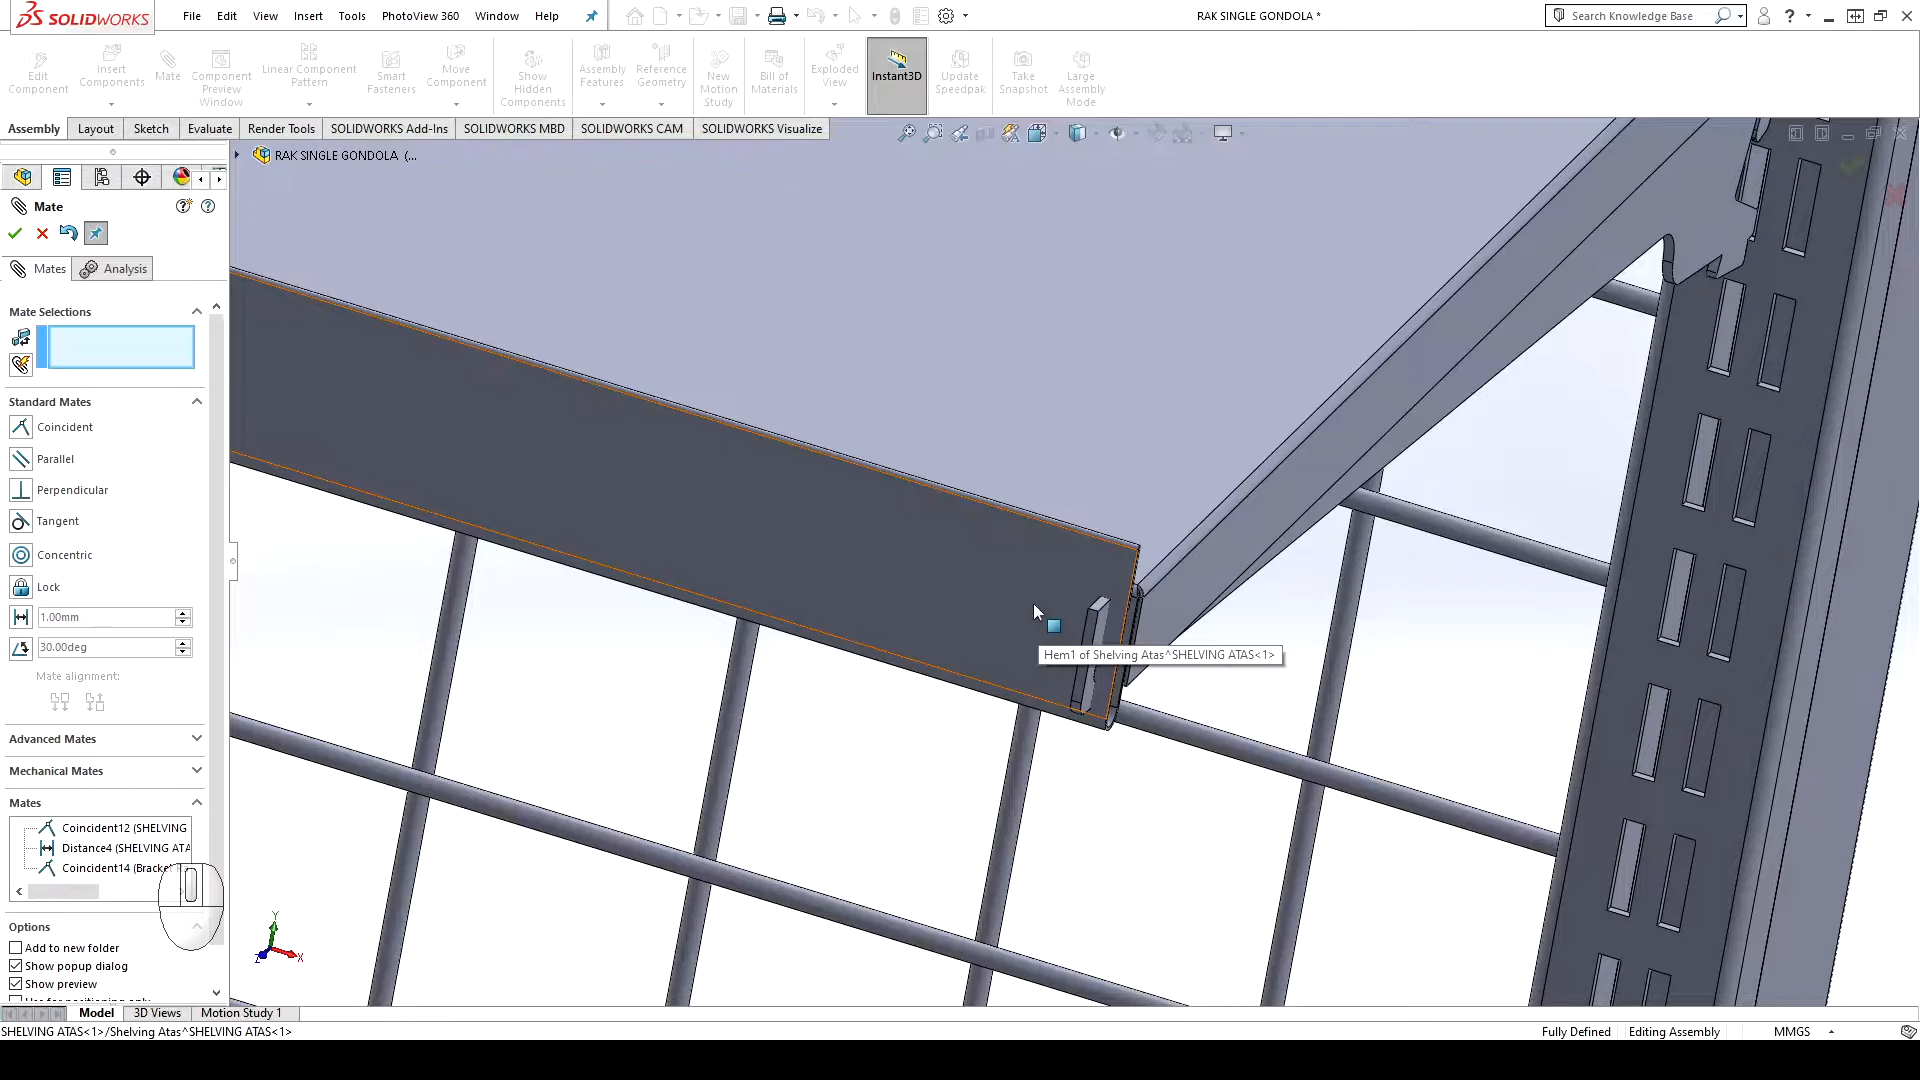 SOLIDWORKS
File Edit View Insert Tools PhotoView 360 Window Help
RAK SINGLE GONDOLA *
Search Knowledge Base
Edit Component
Insert Components
Mate
Component Preview Window
Linear Component Pattern
Smart Fasteners
Move Component
Show Hidden Components
Assembly Features
Reference Geometry
New Motion Study
Bill of Materials
Exploded View
Instant3D
Update Speedpak
Take Snapshot
Large Assembly Mode
Assembly Layout Sketch Evaluate Render Tools SOLIDWORKS Add-Ins SOLIDWORKS MBD SOLIDWORKS CAM SOLIDWORKS Visualize
RAK SINGLE GONDOLA (...
Mate
Mates Analysis
Mate Selections
Standard Mates
Coincident
Parallel
Perpendicular
Tangent
Concentric
Lock
1.00mm
30.00deg
Mate alignment:
Advanced Mates
Mechanical Mates
Mates
Coincident12 (SHELVING
Distance4 (SHELVING ATA
Coincident14 (Bracket
Options
Add to new folder
Show popup dialog
Show preview
Hem1 of Shelving Atas^SHELVING ATAS<1>
Y
X
Z
Model 3D Views Motion Study 1
SHELVING ATAS<1>/Shelving Atas^SHELVING ATAS<1>
Fully Defined Editing Assembly MMGS